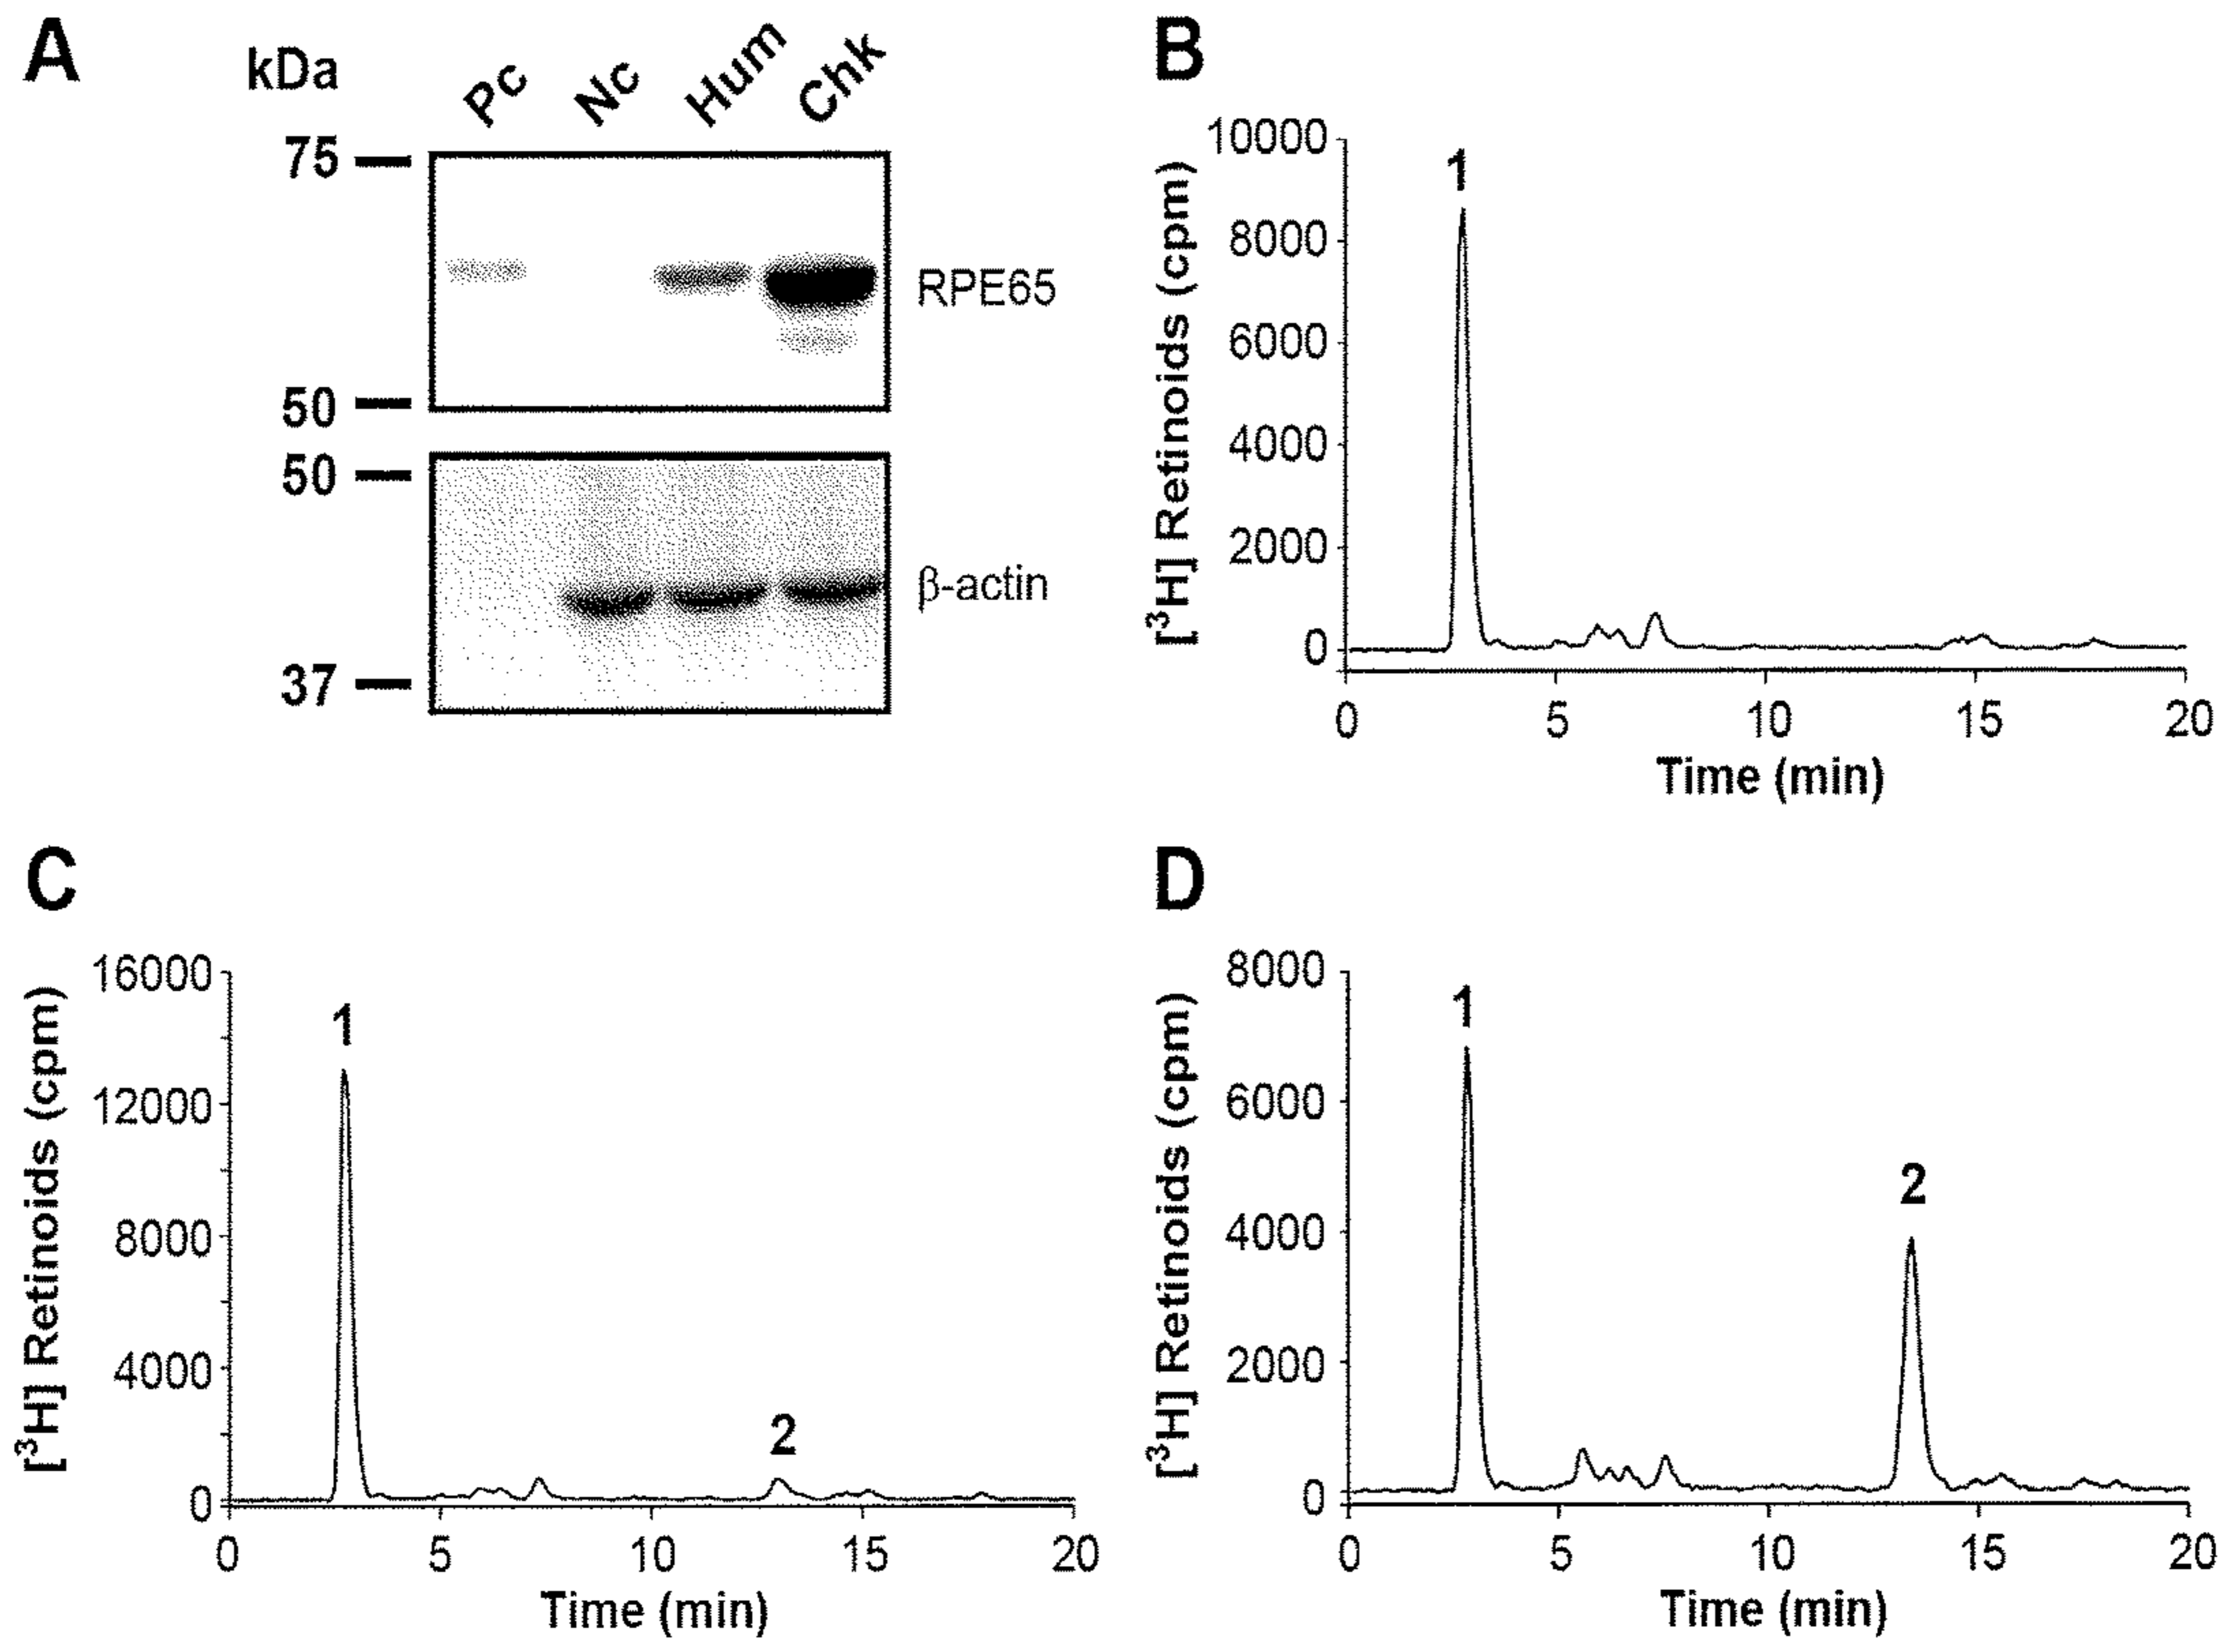 A
kDa
Pc Nc Hum Chk
75
RPE65
50
50
β-actin
37
B
[³H] Retinoids (cpm)
10000
8000
6000
4000
2000
0
1
0 5 10 15 20
Time (min)
C
[³H] Retinoids (cpm)
16000
12000
8000
4000
0
1
2
0 5 10 15 20
Time (min)
D
[³H] Retinoids (cpm)
8000
6000
4000
2000
0
1
2
0 5 10 15 20
Time (min)